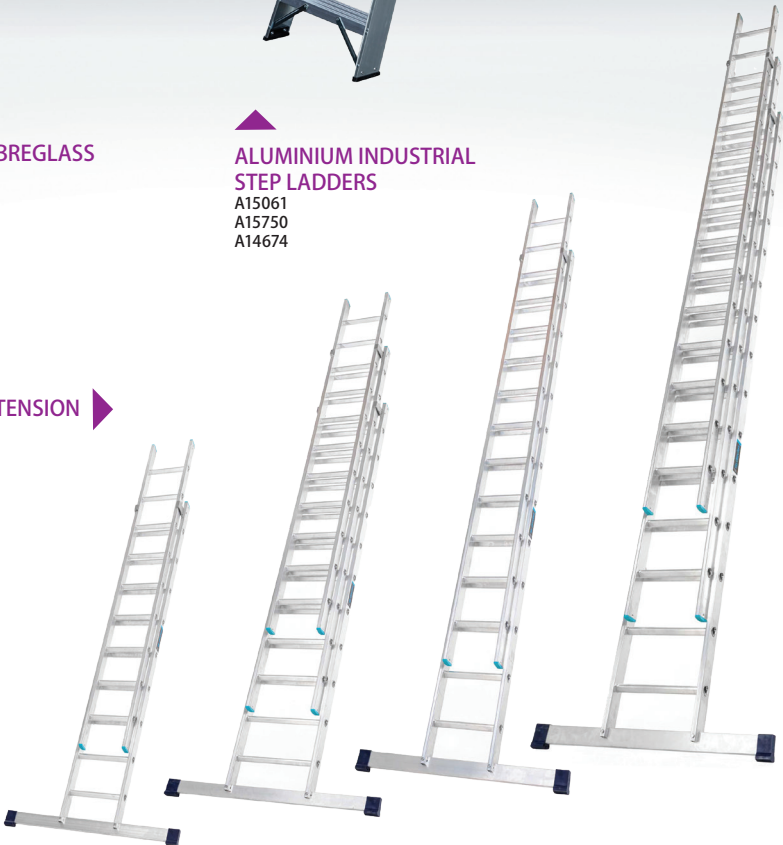 BREGLASS
ALUMINIUM INDUSTRIAL
STEP LADDERS
A15061
A15750
A14674
TENSION